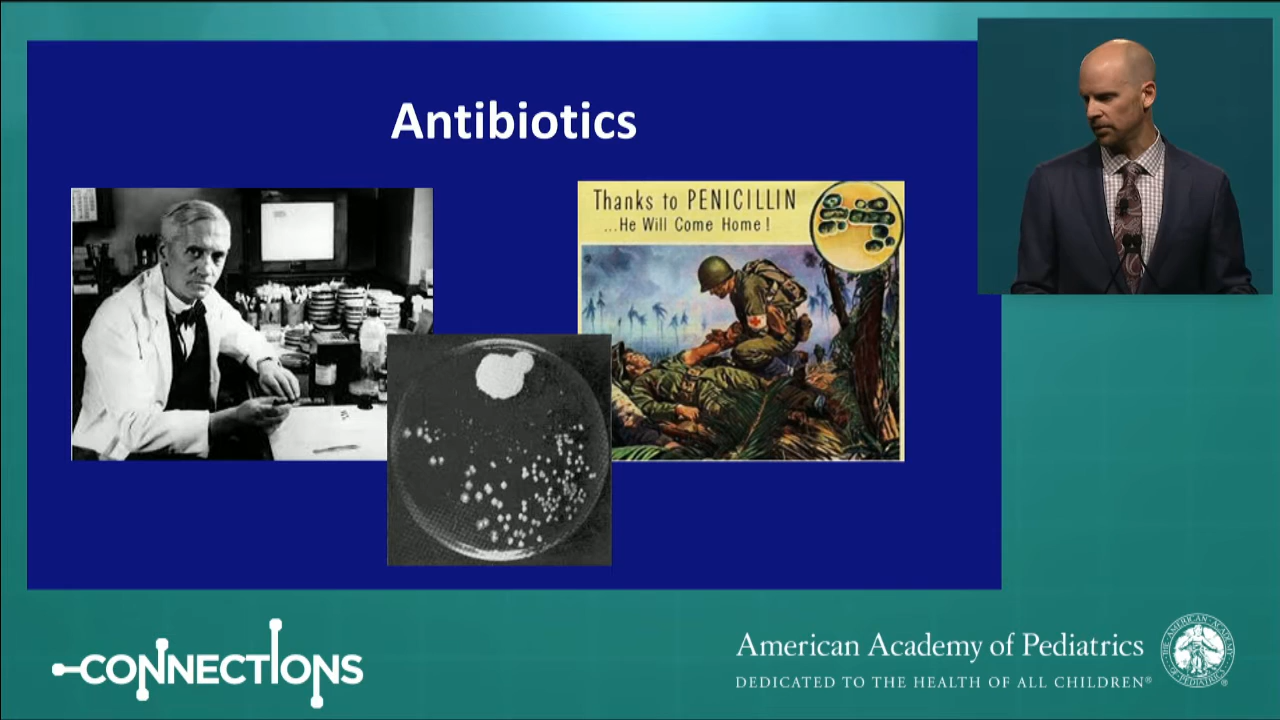 Antibiotics
Thanks to PENICILLIN
...He Will Come Home!
CONNECTIONS
American Academy of Pediatrics
DEDICATED TO THE HEALTH OF ALL CHILDREN®